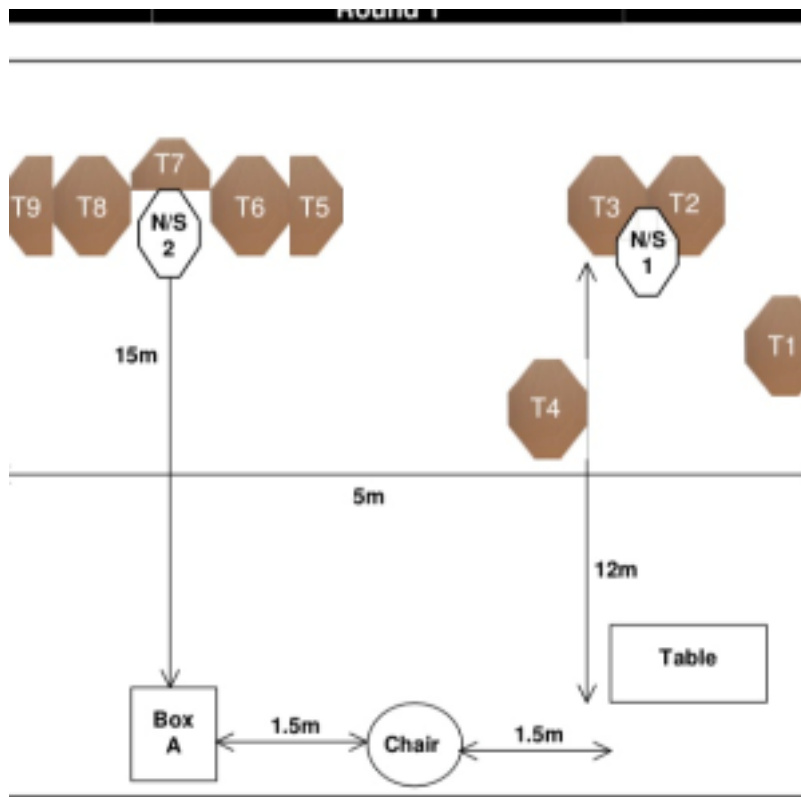 Round 1
T7
T9 T8 T6 T5 T3 T2
N/S
2
N/S
1
T1
15m
T4
5m
12m
Table
Box
A
1.5m
Chair
1.5m